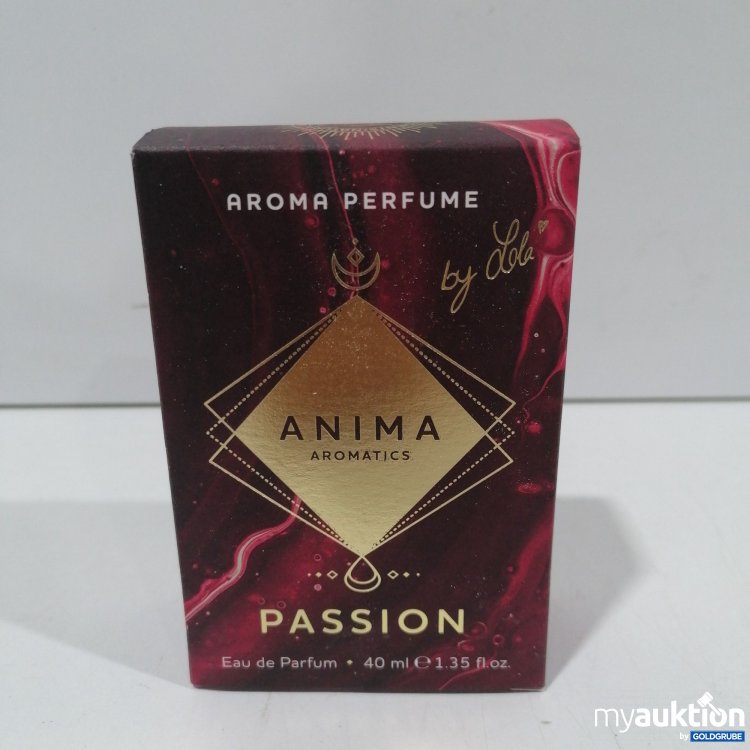 AROMA PERFUME
by Lola
ANIMA
AROMATICS
PASSION
Eau de Parfum • 40 ml ℮ 1.35 fl.oz.
myauktion
by GOLDGRUBE